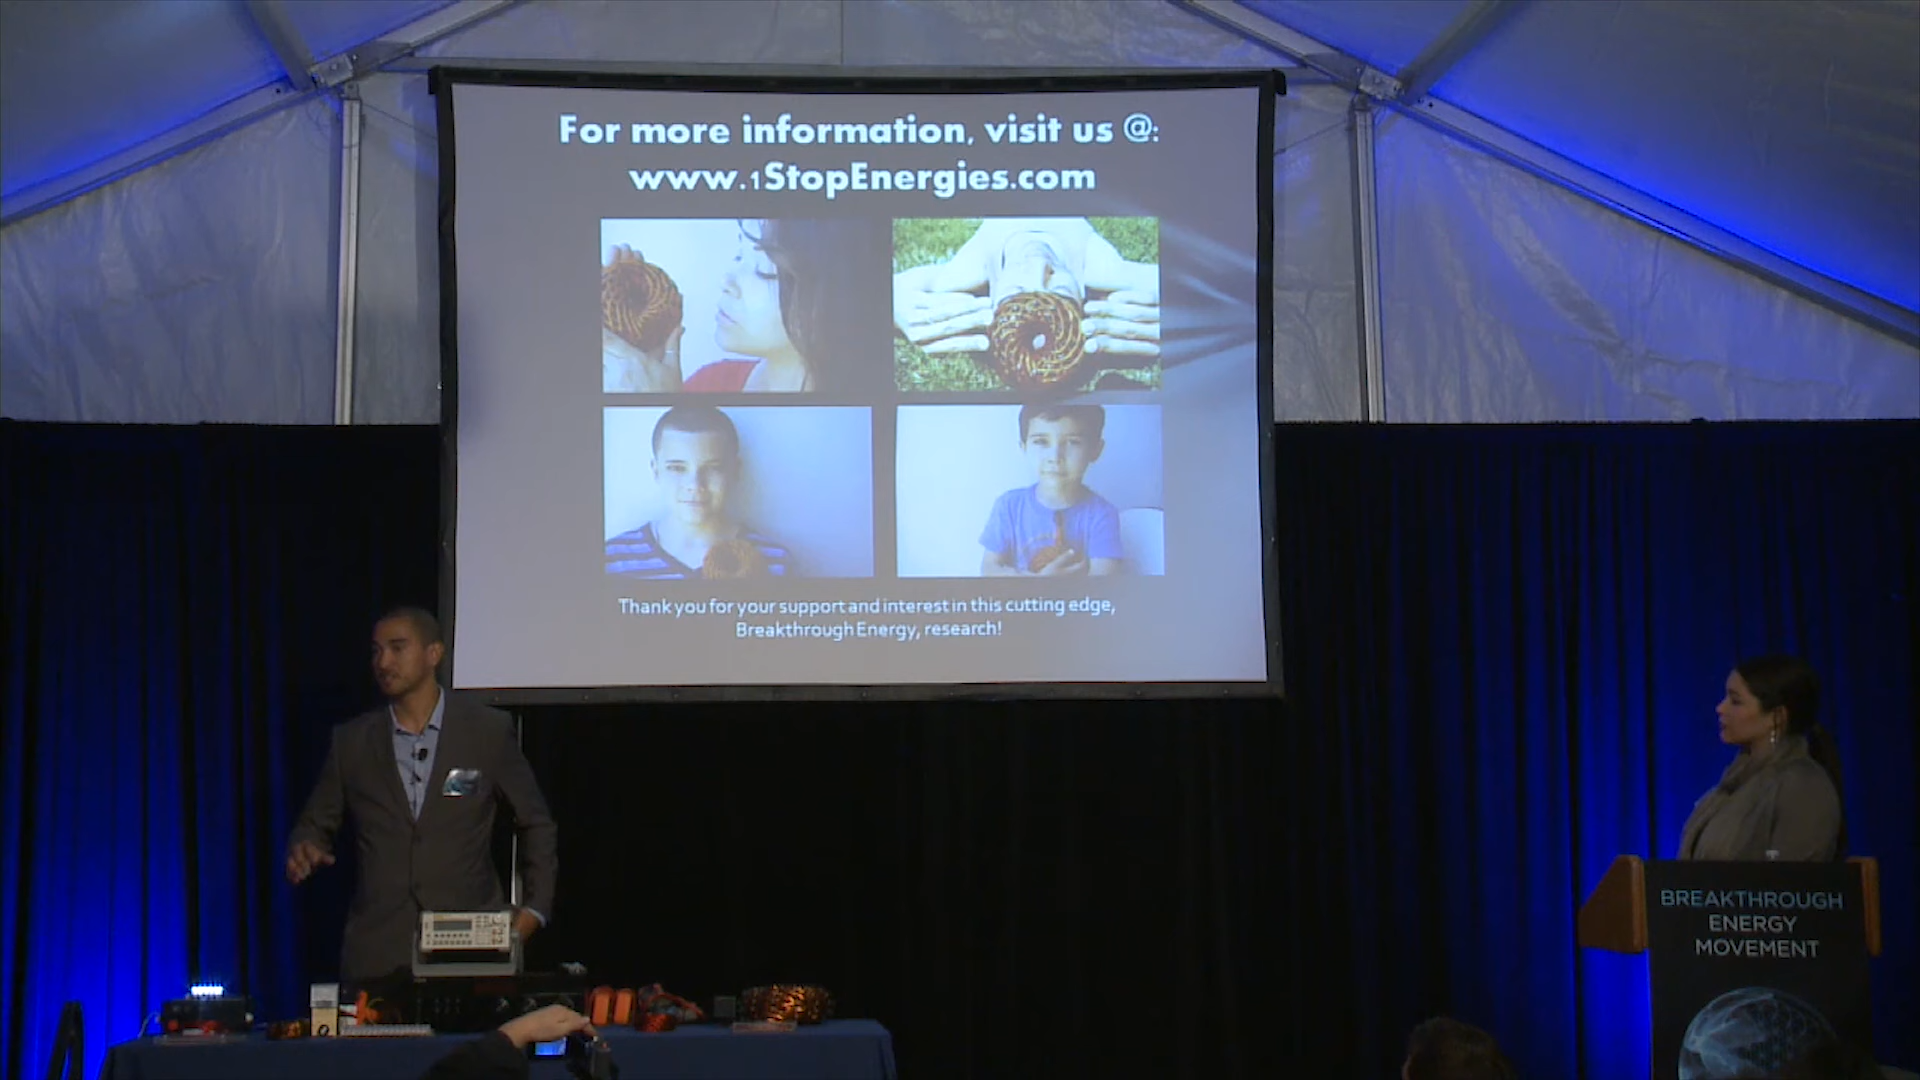 For more information, visit us @:
www.1StopEnergies.com
Thank you for your support and interest in this cutting edge,
Breakthrough Energy, research!
BREAKTHROUGH
ENERGY
MOVEMENT